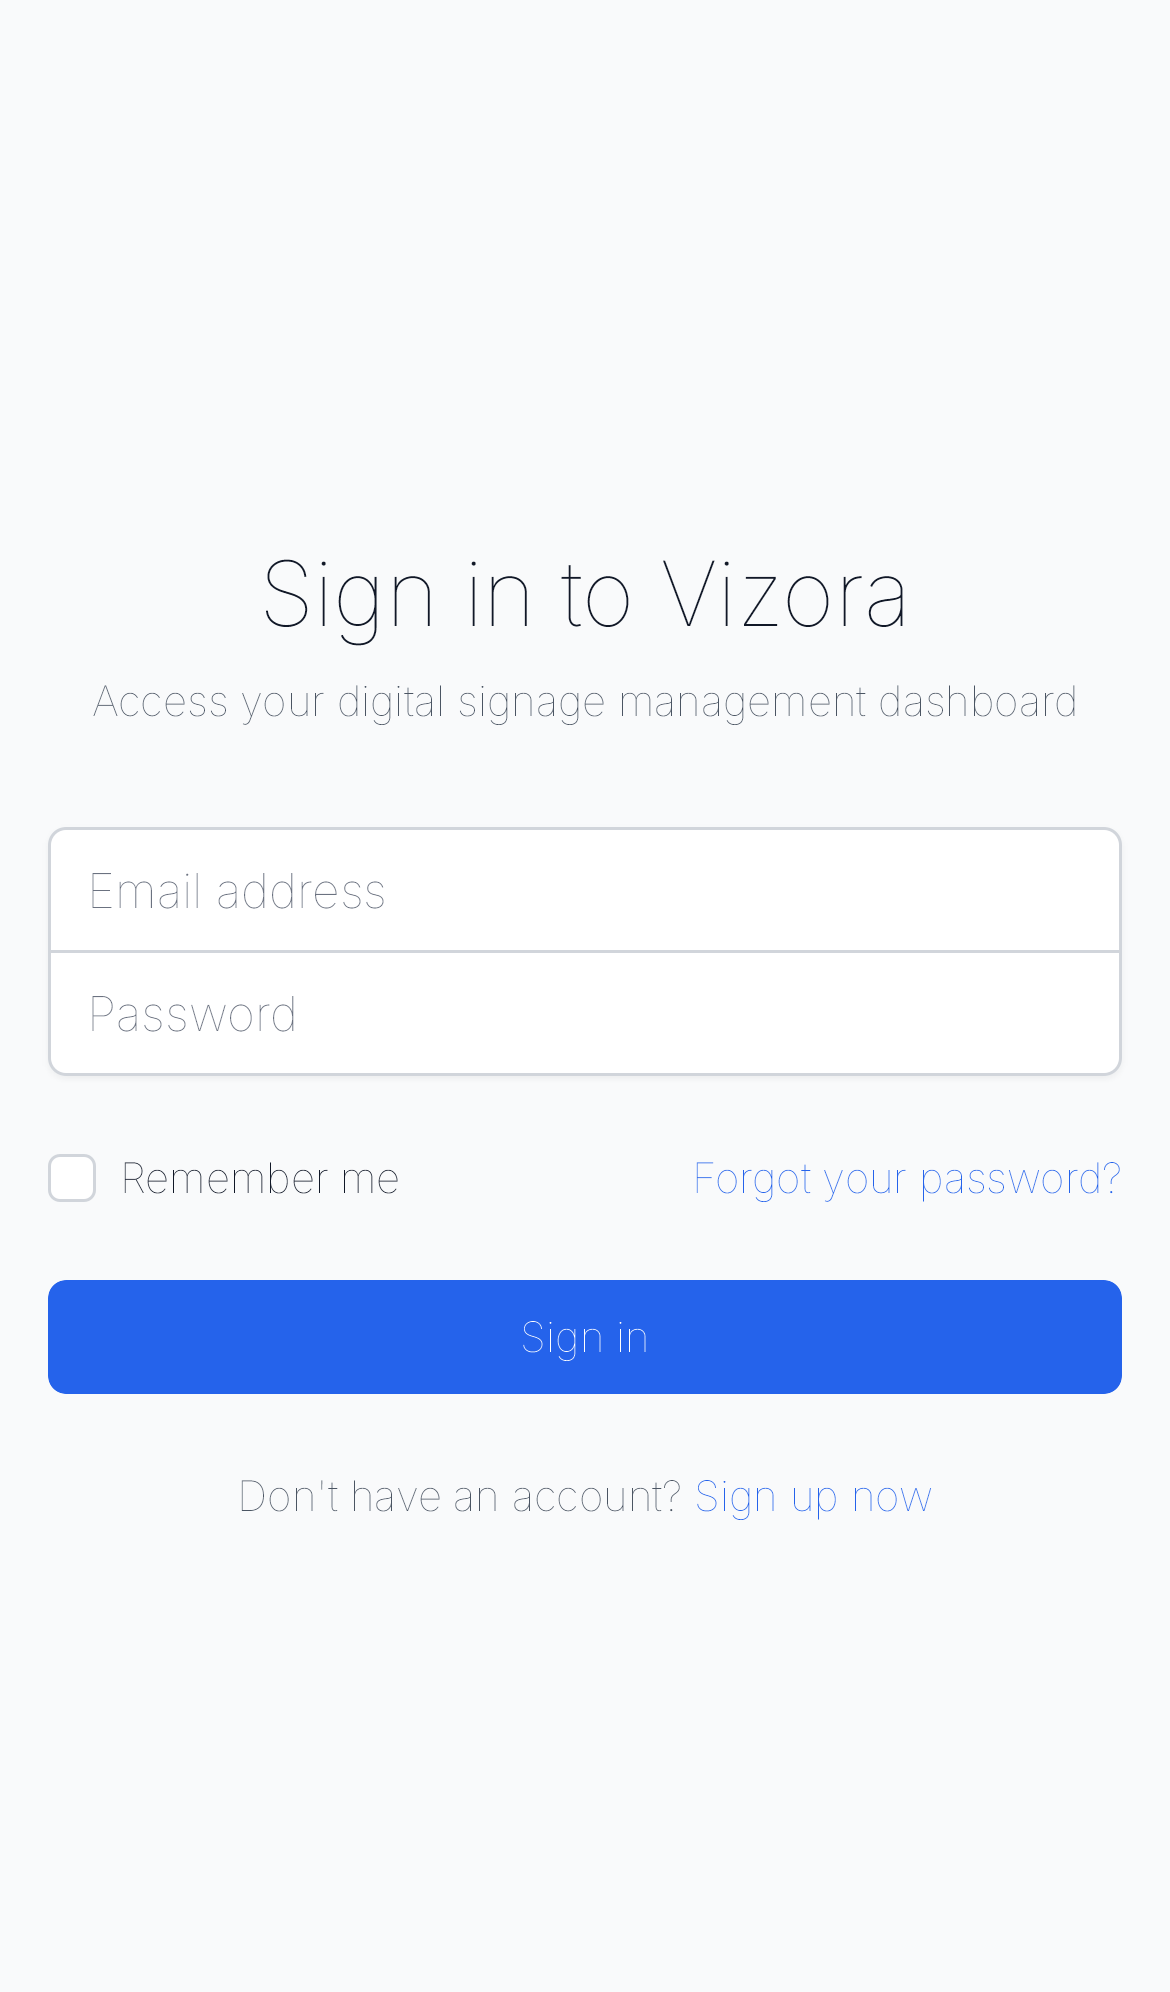 Sign in to Vizora
Access your digital signage management dashboard
Email address
Password
Remember me
Forgot your password?
Sign in
Don't have an account? Sign up now